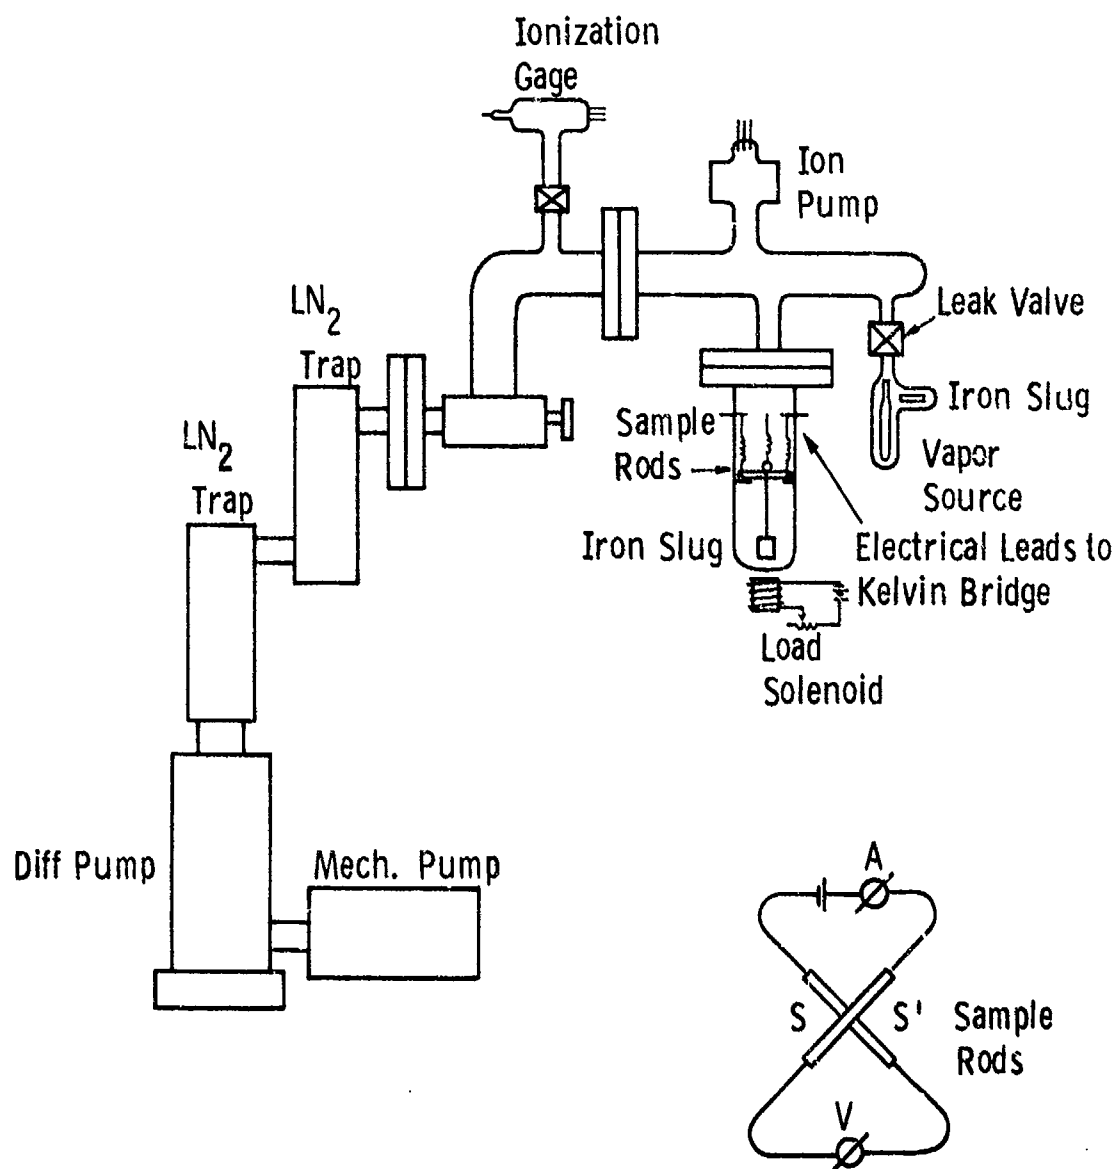 Ionization
Gage
Ion
Pump
LN2
Trap
Leak Valve
LN2
Trap
Sample
Rods
Iron Slug
Vapor
Source
Iron Slug
Electrical Leads to
Kelvin Bridge
Load
Solenoid
Diff Pump
Mech. Pump
A
S
S'
Sample
Rods
V